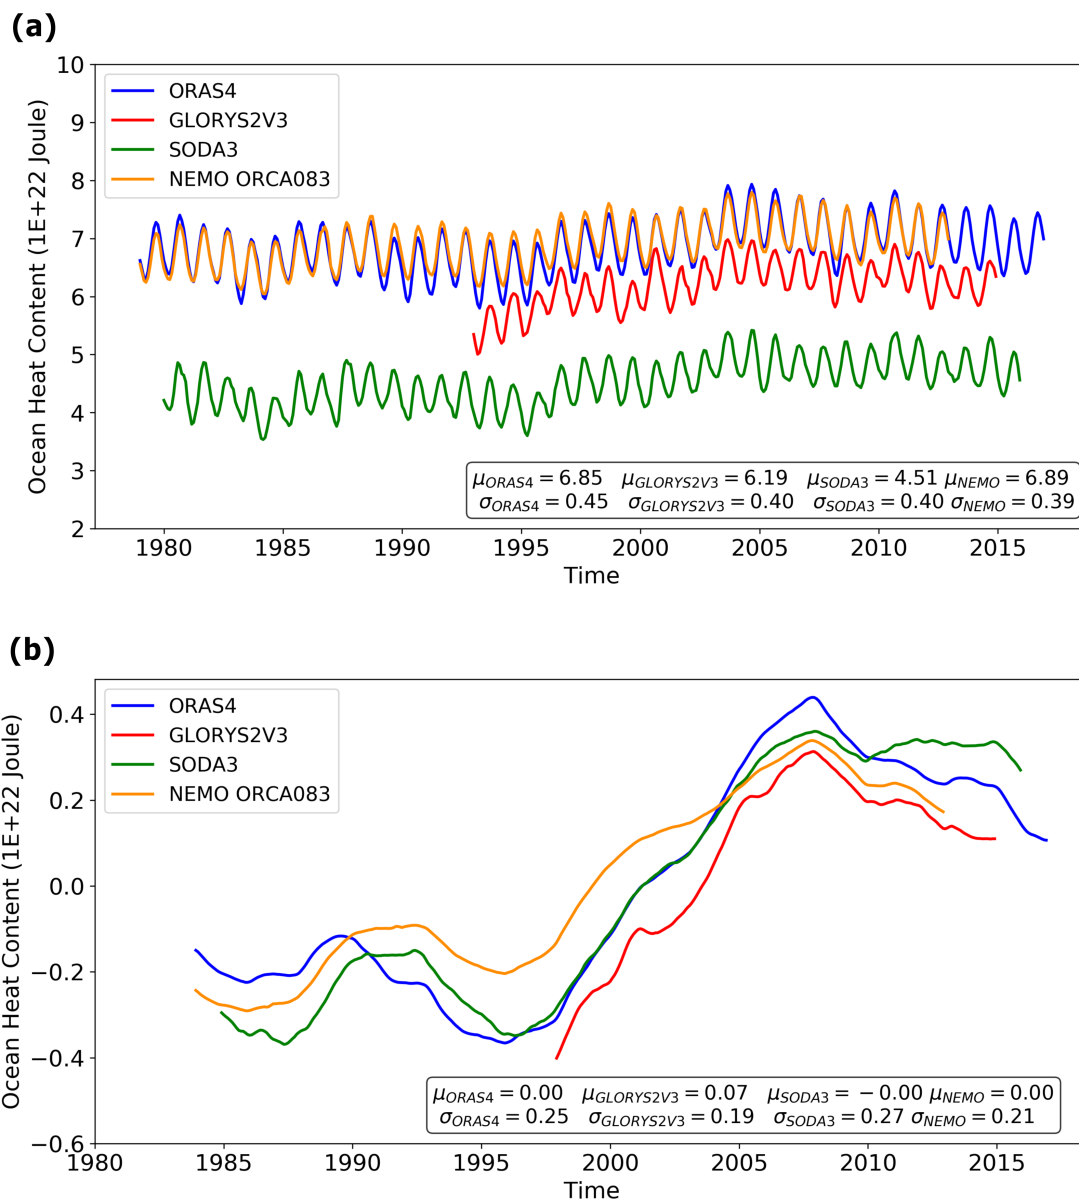 (a)
Ocean Heat Content (1E+22 Joule)
10
9
8
7
6
5
4
3
2
ORAS4
GLORYS2V3
SODA3
NEMO ORCA083
μORAS4 = 6.85 μGLORYS2V3 = 6.19 μSODA3 = 4.51 μNEMO = 6.89
σORAS4 = 0.45 σGLORYS2V3 = 0.40 σSODA3 = 0.40 σNEMO = 0.39
1980 1985 1990 1995 2000 2005 2010 2015
Time
(b)
Ocean Heat Content (1E+22 Joule)
0.4
0.2
0.0
−0.2
−0.4
−0.6
ORAS4
GLORYS2V3
SODA3
NEMO ORCA083
μORAS4 = 0.00 μGLORYS2V3 = 0.07 μSODA3 = −0.00 μNEMO = 0.00
σORAS4 = 0.25 σGLORYS2V3 = 0.19 σSODA3 = 0.27 σNEMO = 0.21
1980 1985 1990 1995 2000 2005 2010 2015
Time